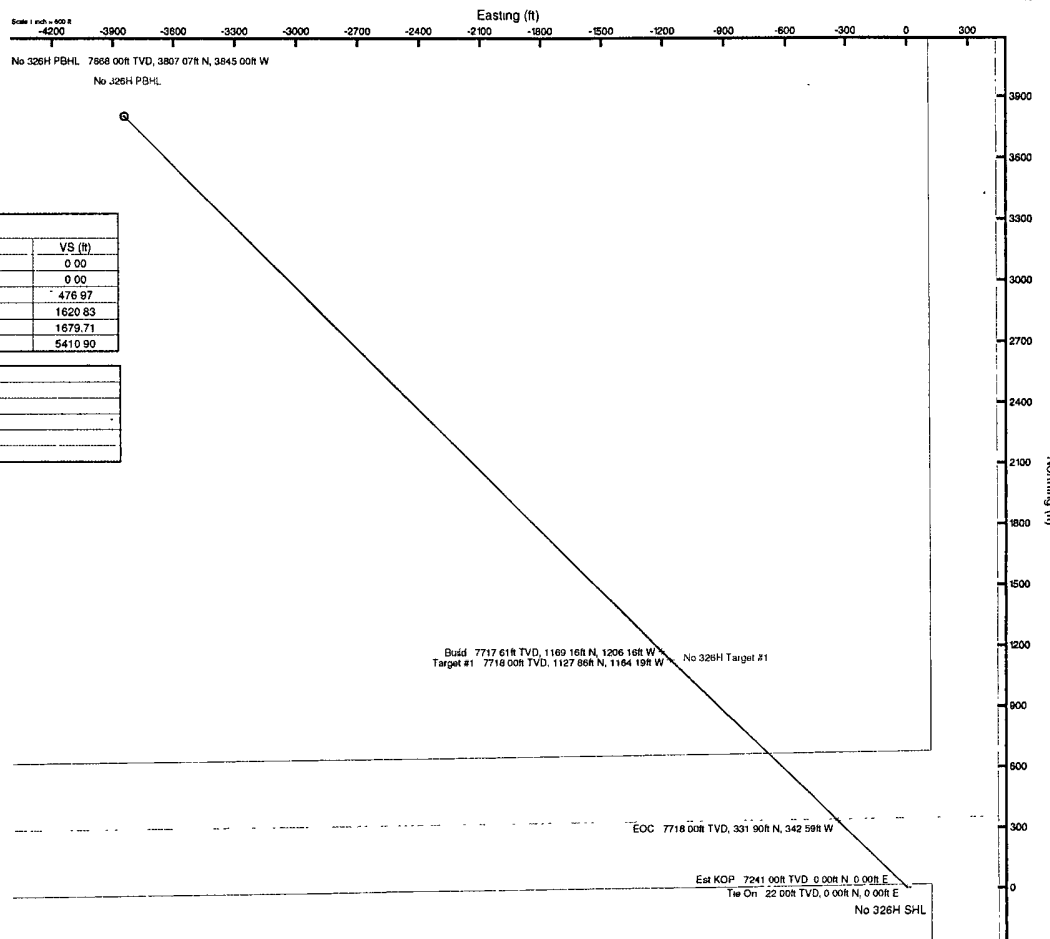 Scale 1 inch = 600 ft
Easting (ft)
-4200 -3900 -3600 -3300 -3000 -2700 -2400 -2100 -1800 -1500 -1200 -900 -600 -300 0 300
No 326H PBHL 7668 00ft TVD, 3807 07ft N, 3845 00ft W
No 326H PBHL
3900
3600
3300
VS (ft)
0 00
0 00
476 97
1620 83
1679.71
5410 90
3000
2700
2400
2100
Northing (ft)
1800
1500
1200
Build 7717 61ft TVD, 1169 16ft N, 1206 16ft W
Target #1 7718 00ft TVD, 1127 86ft N, 1164 19ft W
No 326H Target #1
900
600
300
EOC 7718 00ft TVD, 331 90ft N, 342 59ft W
Est KOP 7241 00ft TVD 0 00ft N 0 00ft E
0
Tie On 22 00ft TVD, 0 00ft N, 0 00ft E
No 326H SHL